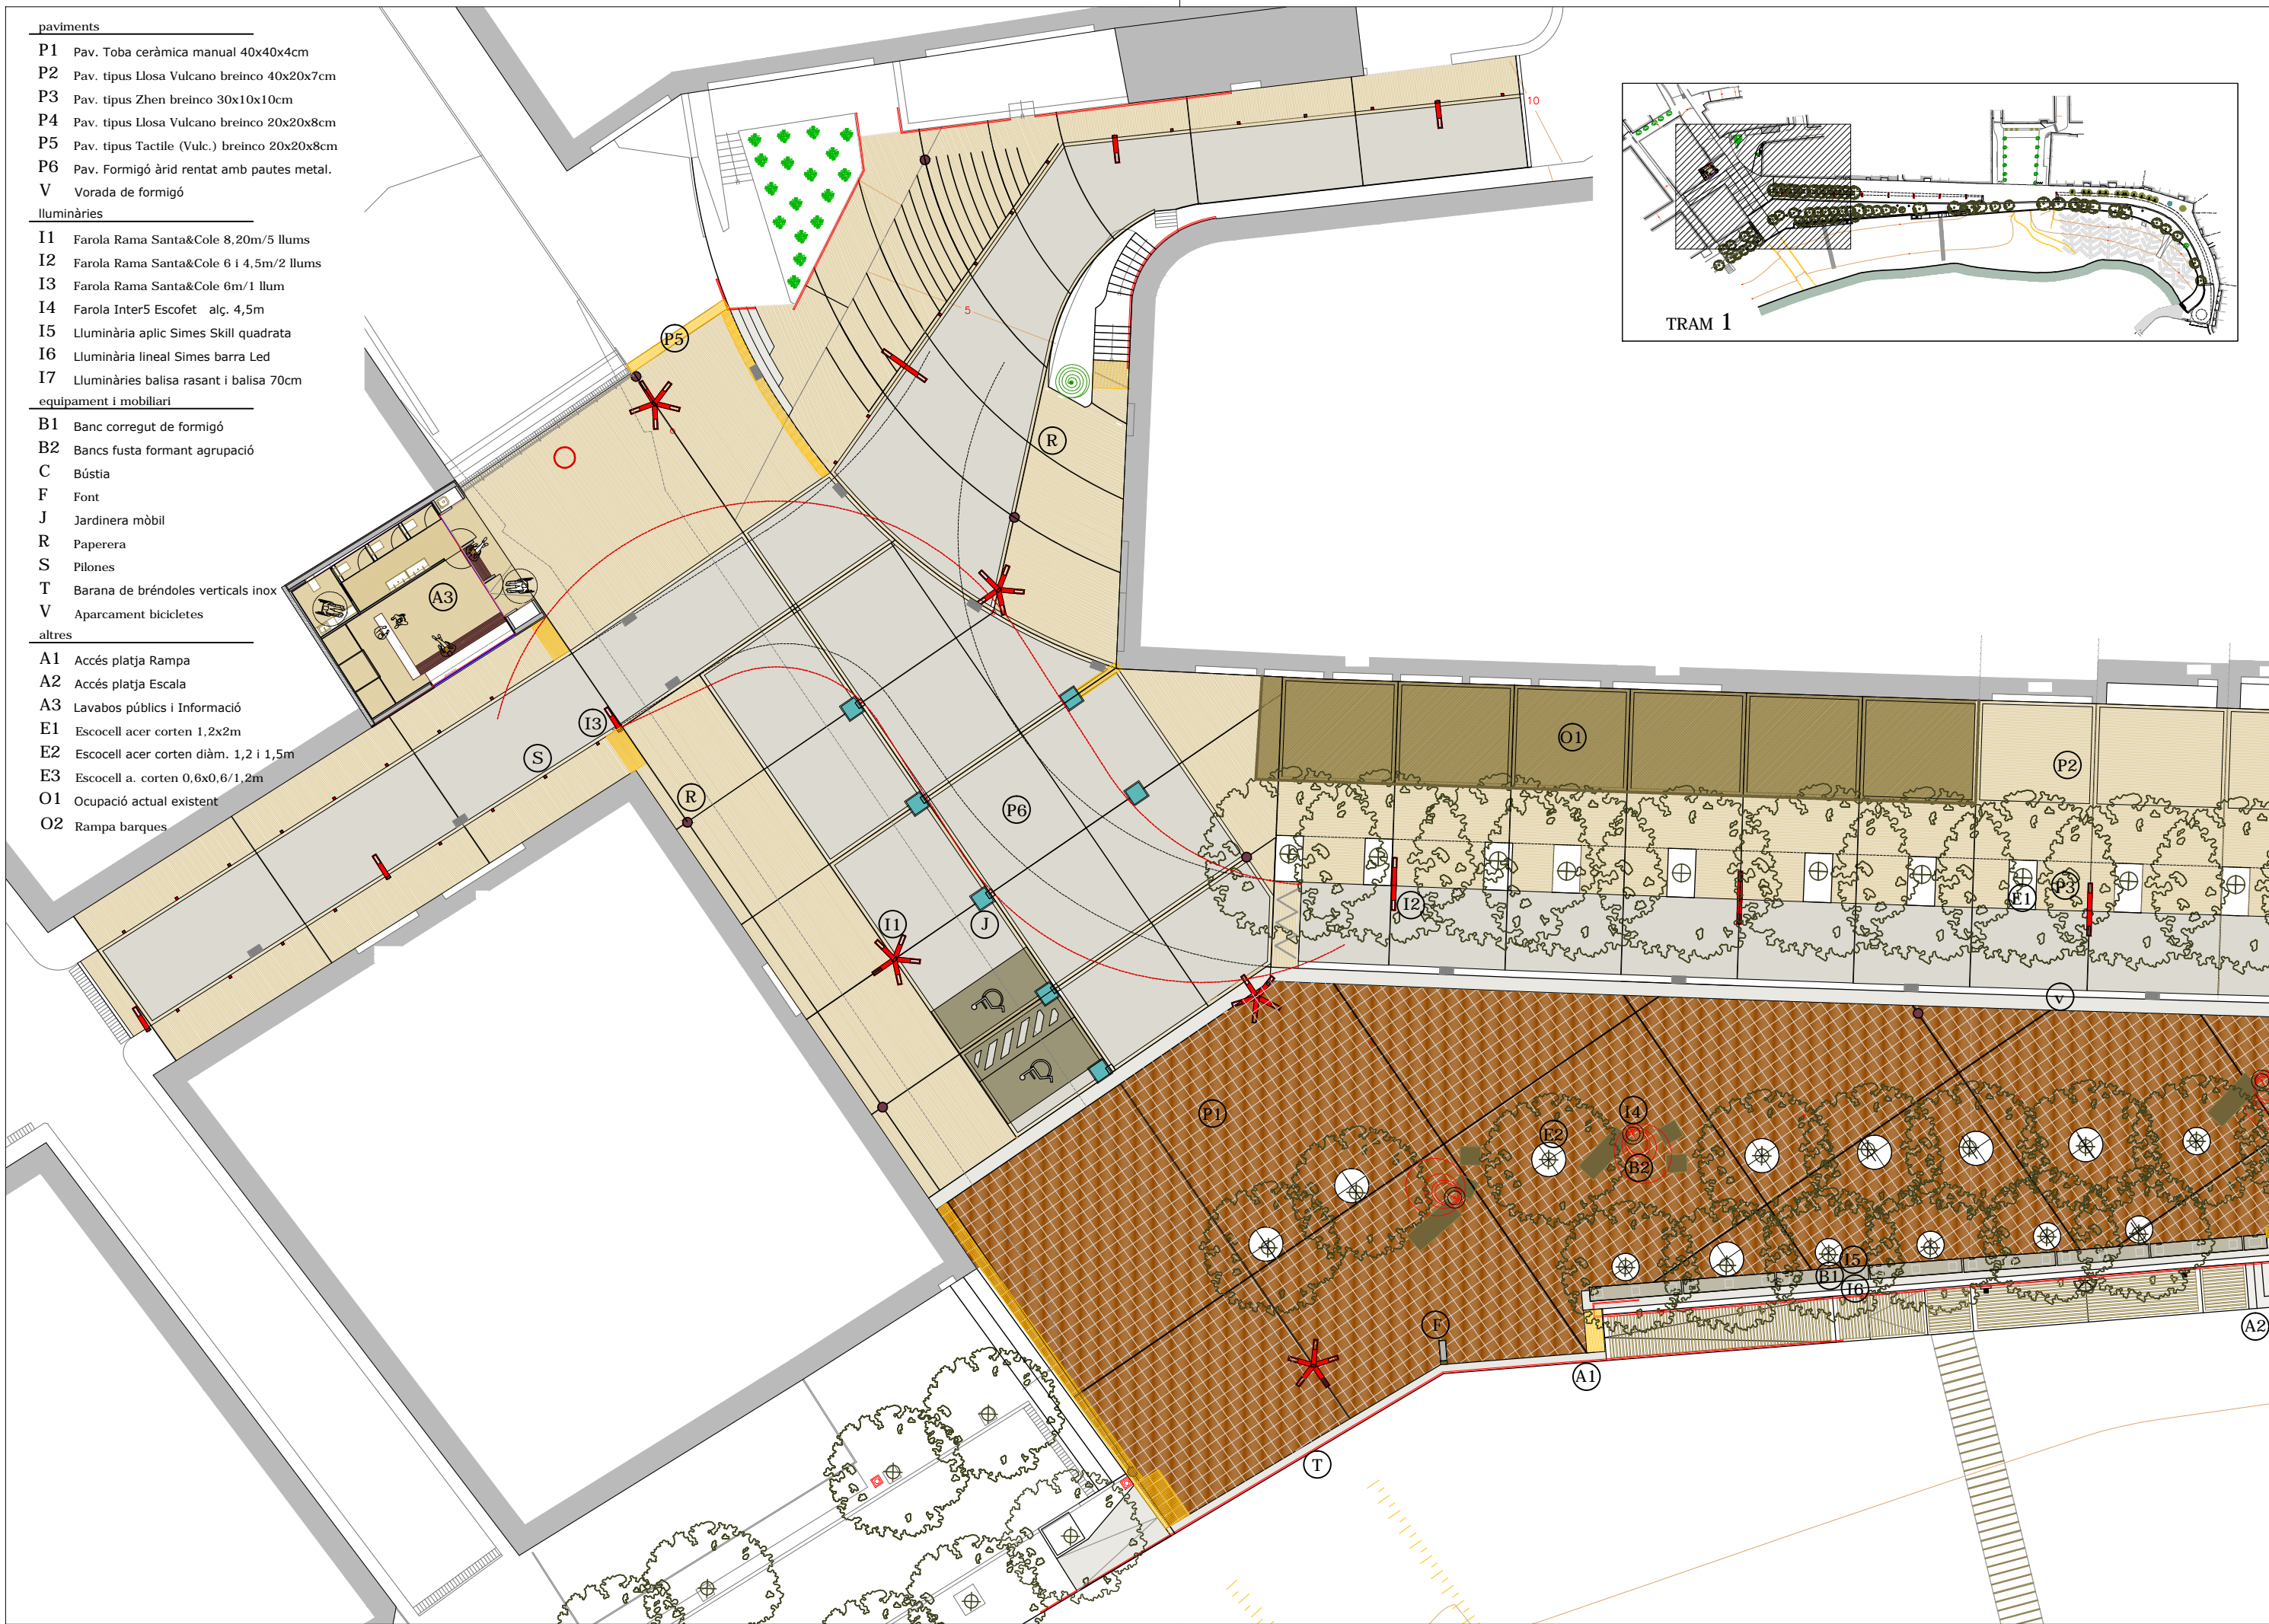 paviments
P1 Pav. Toba ceràmica manual 40x40x4cm
P2 Pav. tipus Llosa Vulcano breinco 40x20x7cm
P3 Pav. tipus Zhen breinco 30x10x10cm
P4 Pav. tipus Llosa Vulcano breinco 20x20x8cm
P5 Pav. tipus Tactile (Vulc.) breinco 20x20x8cm
P6 Pav. Formigó àrid rentat amb pautes metal.
V Vorada de formigó
lluminàries
I1 Farola Rama Santa&Cole 8,20m/5 llums
I2 Farola Rama Santa&Cole 6 i 4,5m/2 llums
I3 Farola Rama Santa&Cole 6m/1 llum
I4 Farola Inter5 Escofet alç. 4,5m
I5 Lluminària aplic Simes Skill quadrata
I6 Lluminària lineal Simes barra Led
I7 Lluminàries balisa rasant i balisa 70cm
equipament i mobiliari
B1 Banc corregut de formigó
B2 Bancs fusta formant agrupació
C Bústia
F Font
J Jardinera mòbil
R Paperera
S Pilones
T Barana de bréndoles verticals inox
V Aparcament bicicletes
altres
A1 Accés platja Rampa
A2 Accés platja Escala
A3 Lavabos públics i Informació
E1 Escocell acer corten 1,2x2m
E2 Escocell acer corten diàm. 1,2 i 1,5m
E3 Escocell a. corten 0,6x0,6/1,2m
O1 Ocupació actual existent
O2 Rampa barques
10
TRAM 1
5
P5
R
A3
I3
S
O1
P2
R
P6
I2
E1
P3
I1
J
V
P1
I4
E2
B2
I5
B1
I6
F
A2
A1
T